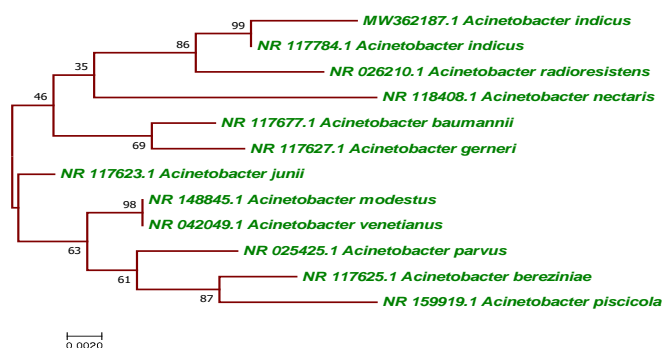 99
MW362187.1 Acinetobacter indicus
NR 117784.1 Acinetobacter indicus
86
35
NR 026210.1 Acinetobacter radioresistens
46
NR 118408.1 Acinetobacter nectaris
NR 117677.1 Acinetobacter baumannii
69
NR 117627.1 Acinetobacter gerneri
NR 117623.1 Acinetobacter junii
NR 148845.1 Acinetobacter modestus
98
NR 042049.1 Acinetobacter venetianus
63
NR 025425.1 Acinetobacter parvus
61
NR 117625.1 Acinetobacter bereziniae
87
NR 159919.1 Acinetobacter piscicola
0.0020